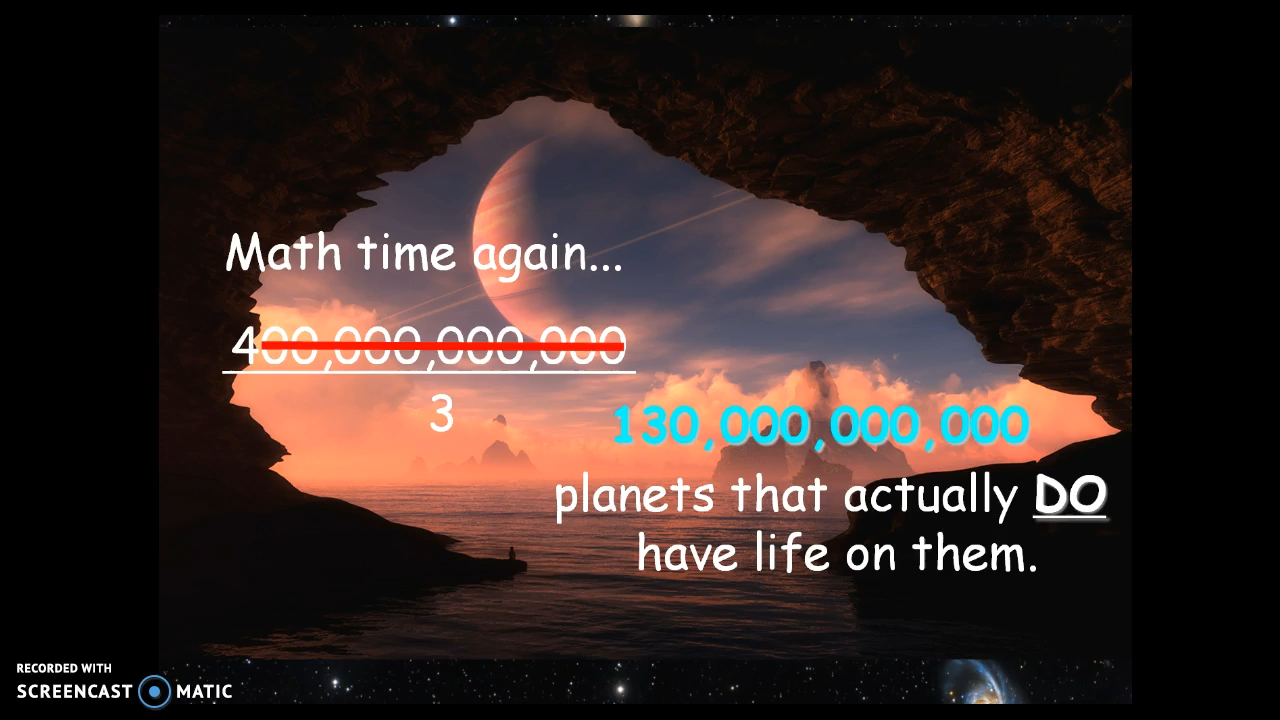 Math time again...
400,000,000,000
3
130,000,000,000
planets that actually DO
have life on them.
RECORDED WITH
SCREENCAST MATIC